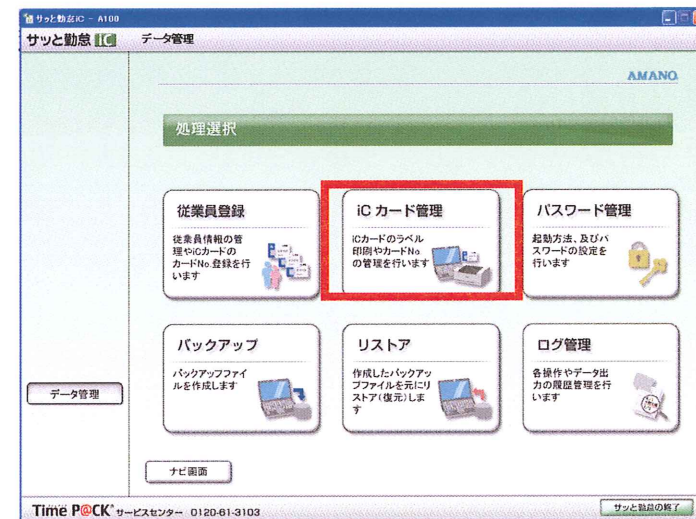 サッと勤怠iC - A100
サッと勤怠 iC
データ管理
AMANO
処理選択
従業員登録
従業員情報の管
理やiCカードの
カードNo.登録を行
います
iC カード管理
iCカードのラベル
印刷やカードNo.
の管理を行います
パスワード管理
起動方法、及びパ
スワードの設定を
行います
バックアップ
バックアップファイ
ルを作成します
リストア
作成したバックアッ
プファイルを元にリ
ストア(復元)しま
す
ログ管理
各操作やデータ出
力の履歴管理を行
います
データ管理
ナビ画面
Time P@CK サービスセンター 0120-61-3103
サッと勤怠の終了